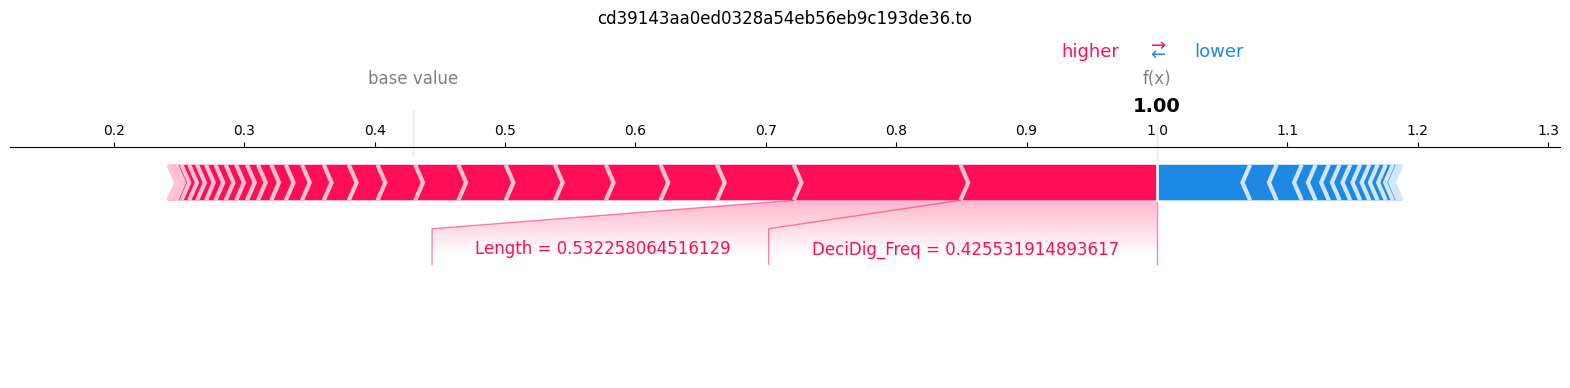 cd39143aa0ed0328a54eb56eb9c193de36.to
higher ⇄ lower
base value f(x)
1.00
0.2 0.3 0.4 0.5 0.6 0.7 0.8 0.9 1.0 1.1 1.2 1.3
Length = 0.532258064516129 DeciDig_Freq = 0.425531914893617